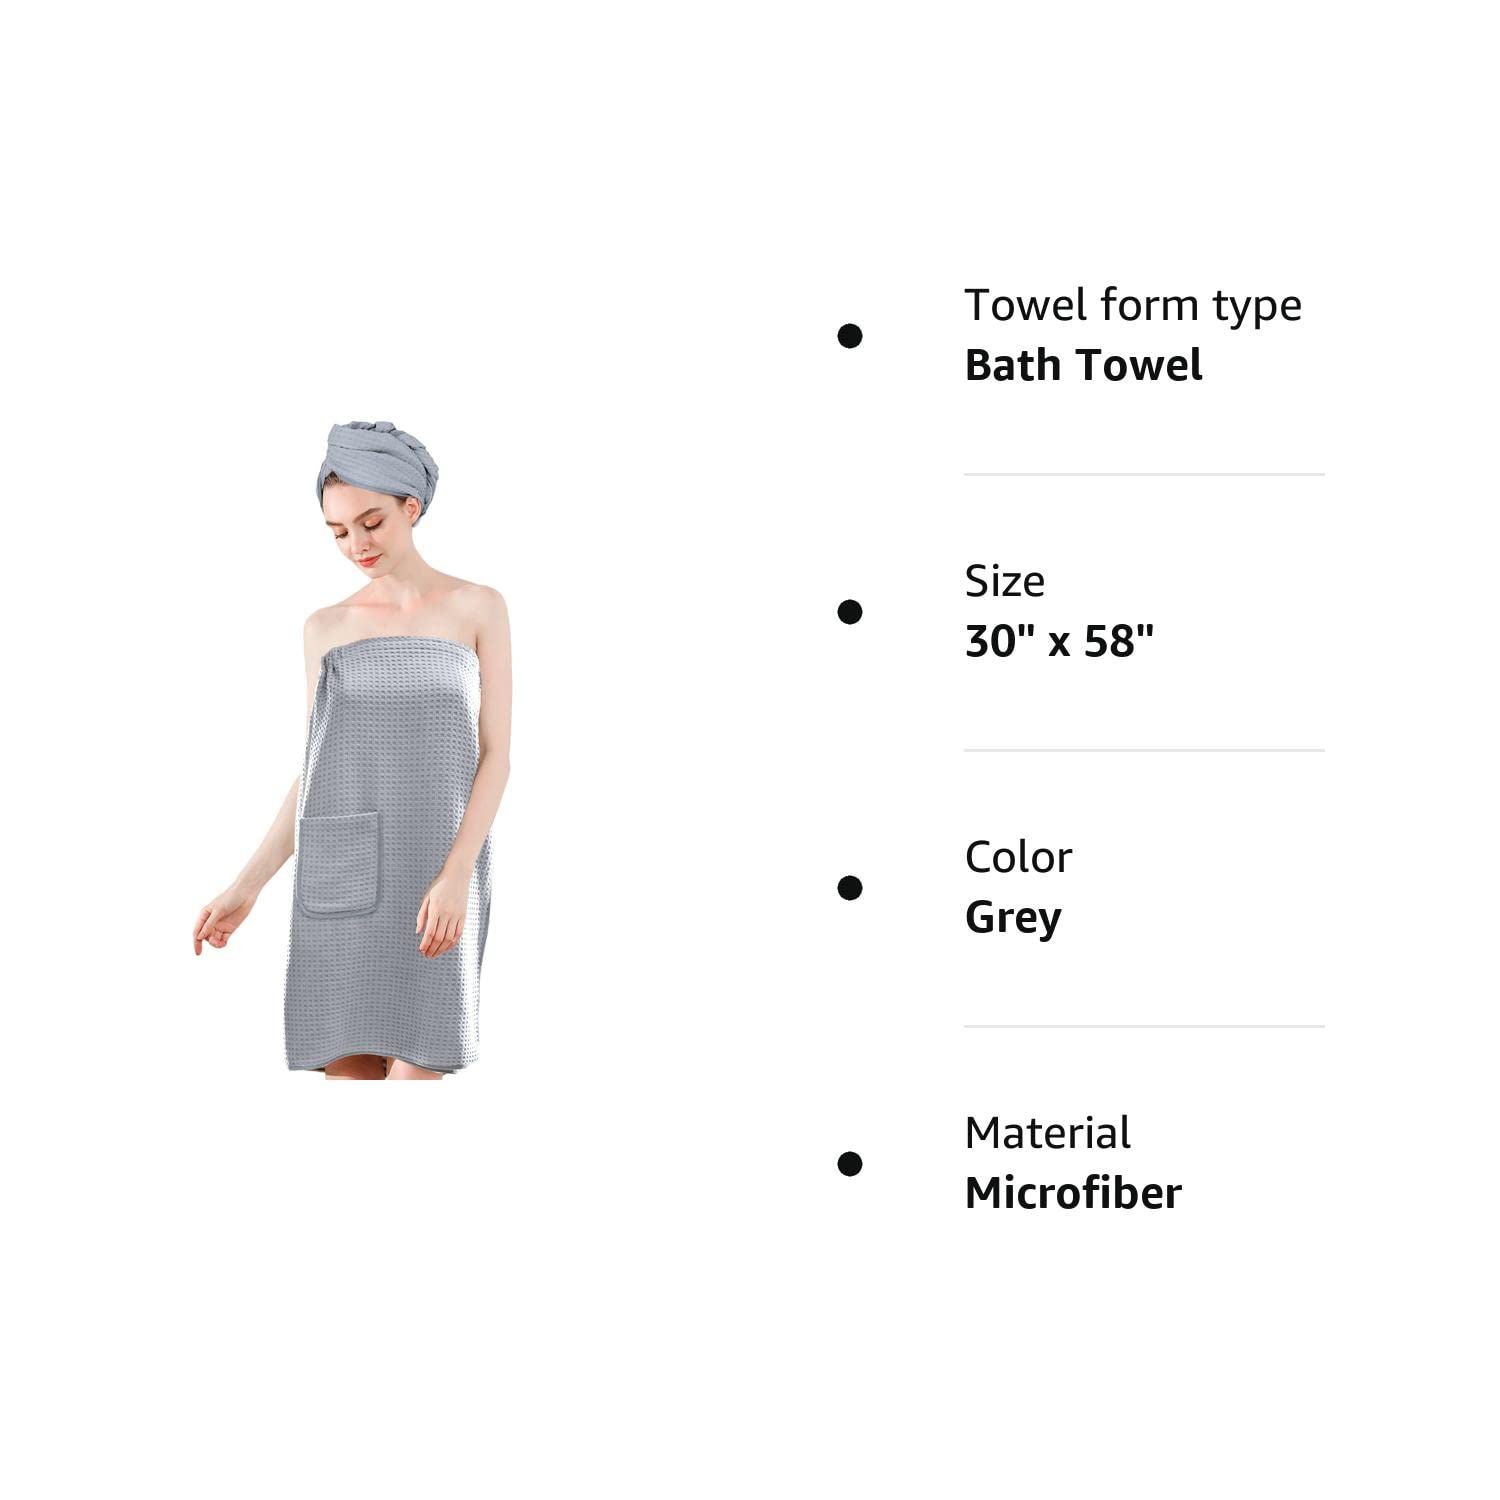 Towel form type
Bath Towel
Size
30" x 58"
Color
Grey
Material
Microfiber